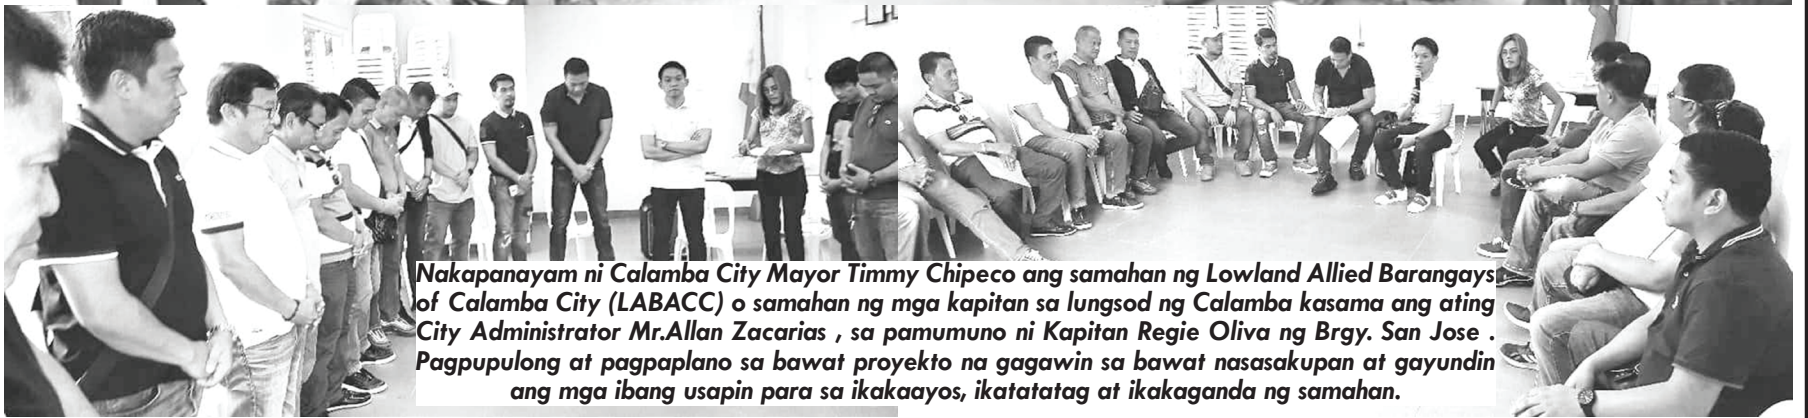 Nakapanayam ni Calamba City Mayor Timmy Chipeco ang samahan ng Lowland Allied Barangays
of Calamba City (LABACC) o samahan ng mga kapitan sa lungsod ng Calamba kasama ang ating
City Administrator Mr.Allan Zacarias , sa pamumuno ni Kapitan Regie Oliva ng Brgy. San Jose .
Pagpupulong at pagpaplano sa bawat proyekto na gagawin sa bawat nasasakupan at gayundin
ang mga ibang usapin para sa ikakaayos, ikatatatag at ikakaganda ng samahan.